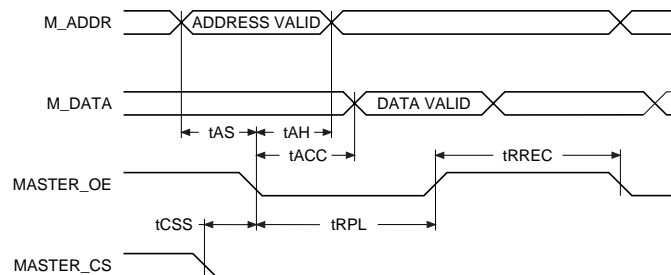 M_ADDR ADDRESS VALID
M_DATA DATA VALID
tAS tAH
tACC tRREC
MASTER_OE
tCSS tRPL
MASTER_CS